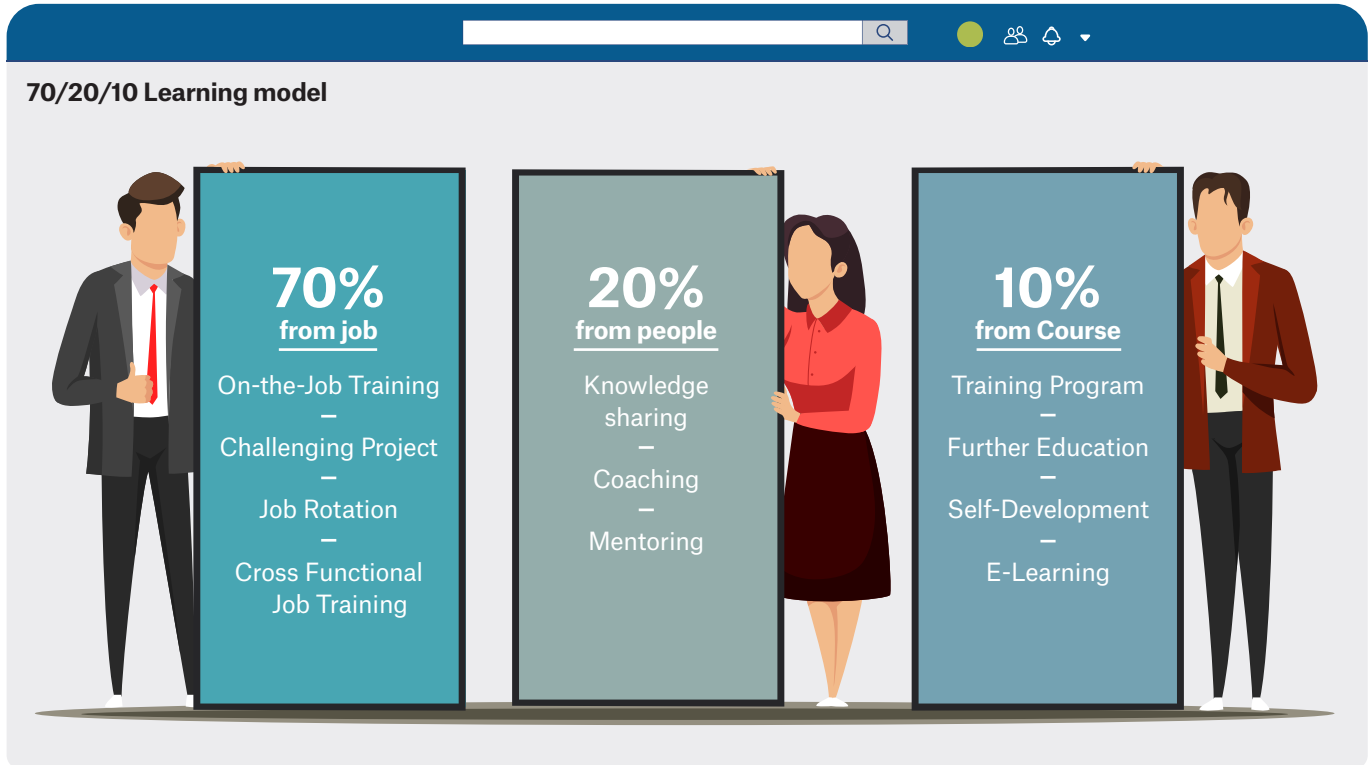 70/20/10 Learning model
70%
from job
On-the-Job Training
–
Challenging Project
–
Job Rotation
–
Cross Functional
Job Training
20%
from people
Knowledge
sharing
–
Coaching
–
Mentoring
10%
from Course
Training Program
–
Further Education
–
Self-Development
–
E-Learning